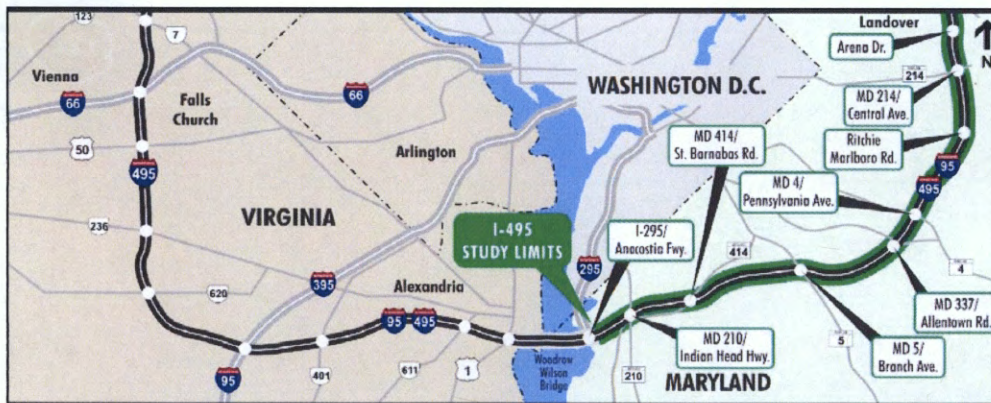 123
7
Landover
Arena Dr.
N
214
Vienna
66
66
WASHINGTON D.C.
MD 214/
Central Ave.
Falls
Church
50
Arlington
MD 414/
St. Barnabas Rd.
Ritchie
Marlboro Rd.
95
495
495
MD 4/
Pennsylvania Ave.
VIRGINIA
236
I-495
STUDY LIMITS
I-295/
Anacostia Fwy.
414
4
295
395
620
Alexandria
MD 337/
Allentown Rd.
95
495
MD 210/
Indian Head Hwy.
5
MD 5/
Branch Ave.
Woodrow
Wilson
Bridge
95
401
611
1
210
MARYLAND